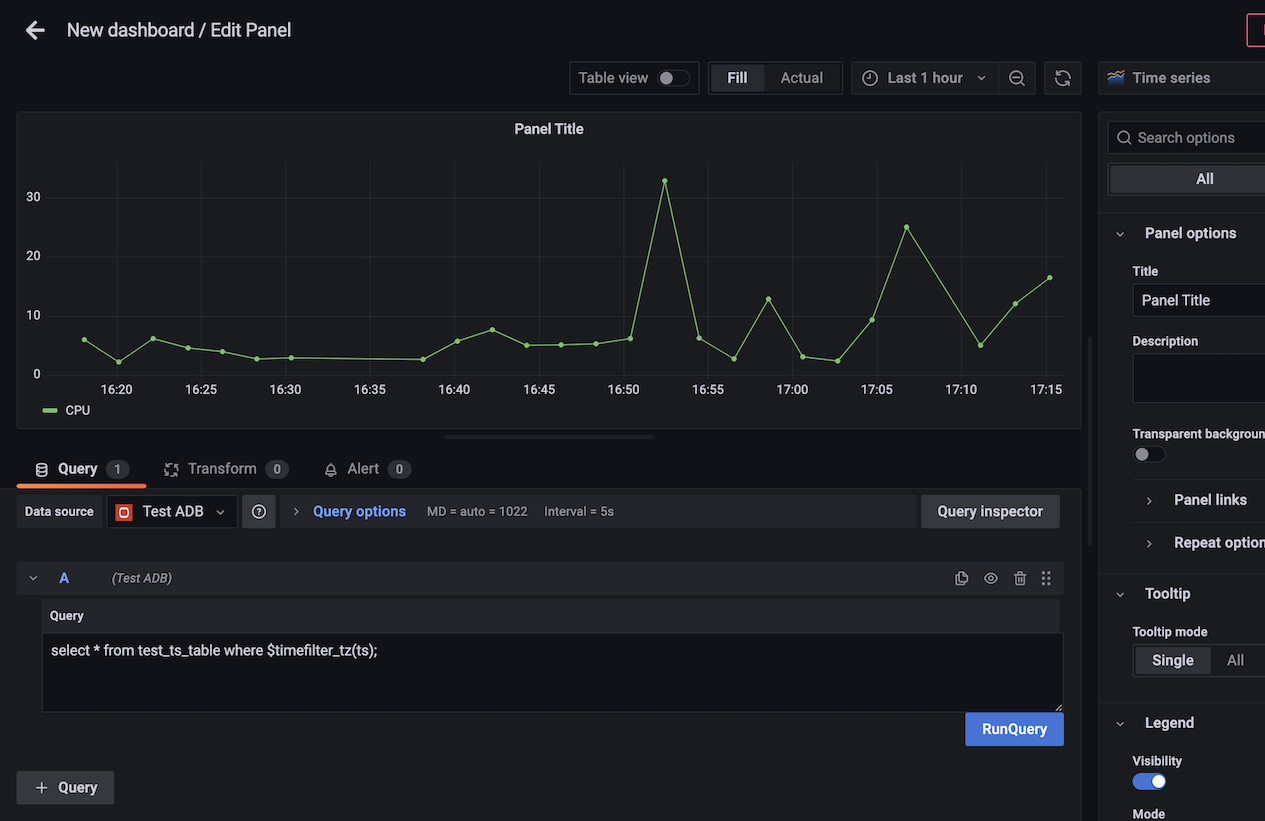 New dashboard / Edit Panel
Table view
Fill
Actual
Last 1 hour
Time series
Panel Title
30
20
10
0
16:20 16:25 16:30 16:35 16:40 16:45 16:50 16:55 17:00 17:05 17:10 17:15
CPU
Search options
All
Panel options
Title
Panel Title
Description
Transparent backgroun
Panel links
Repeat option
Tooltip
Tooltip mode
Single All
Legend
Visibility
Mode
Query 1
Transform 0
Alert 0
Data source
Test ADB
Query options MD = auto = 1022 Interval = 5s
Query inspector
A (Test ADB)
Query
select * from test_ts_table where $timefilter_tz(ts);
RunQuery
+ Query